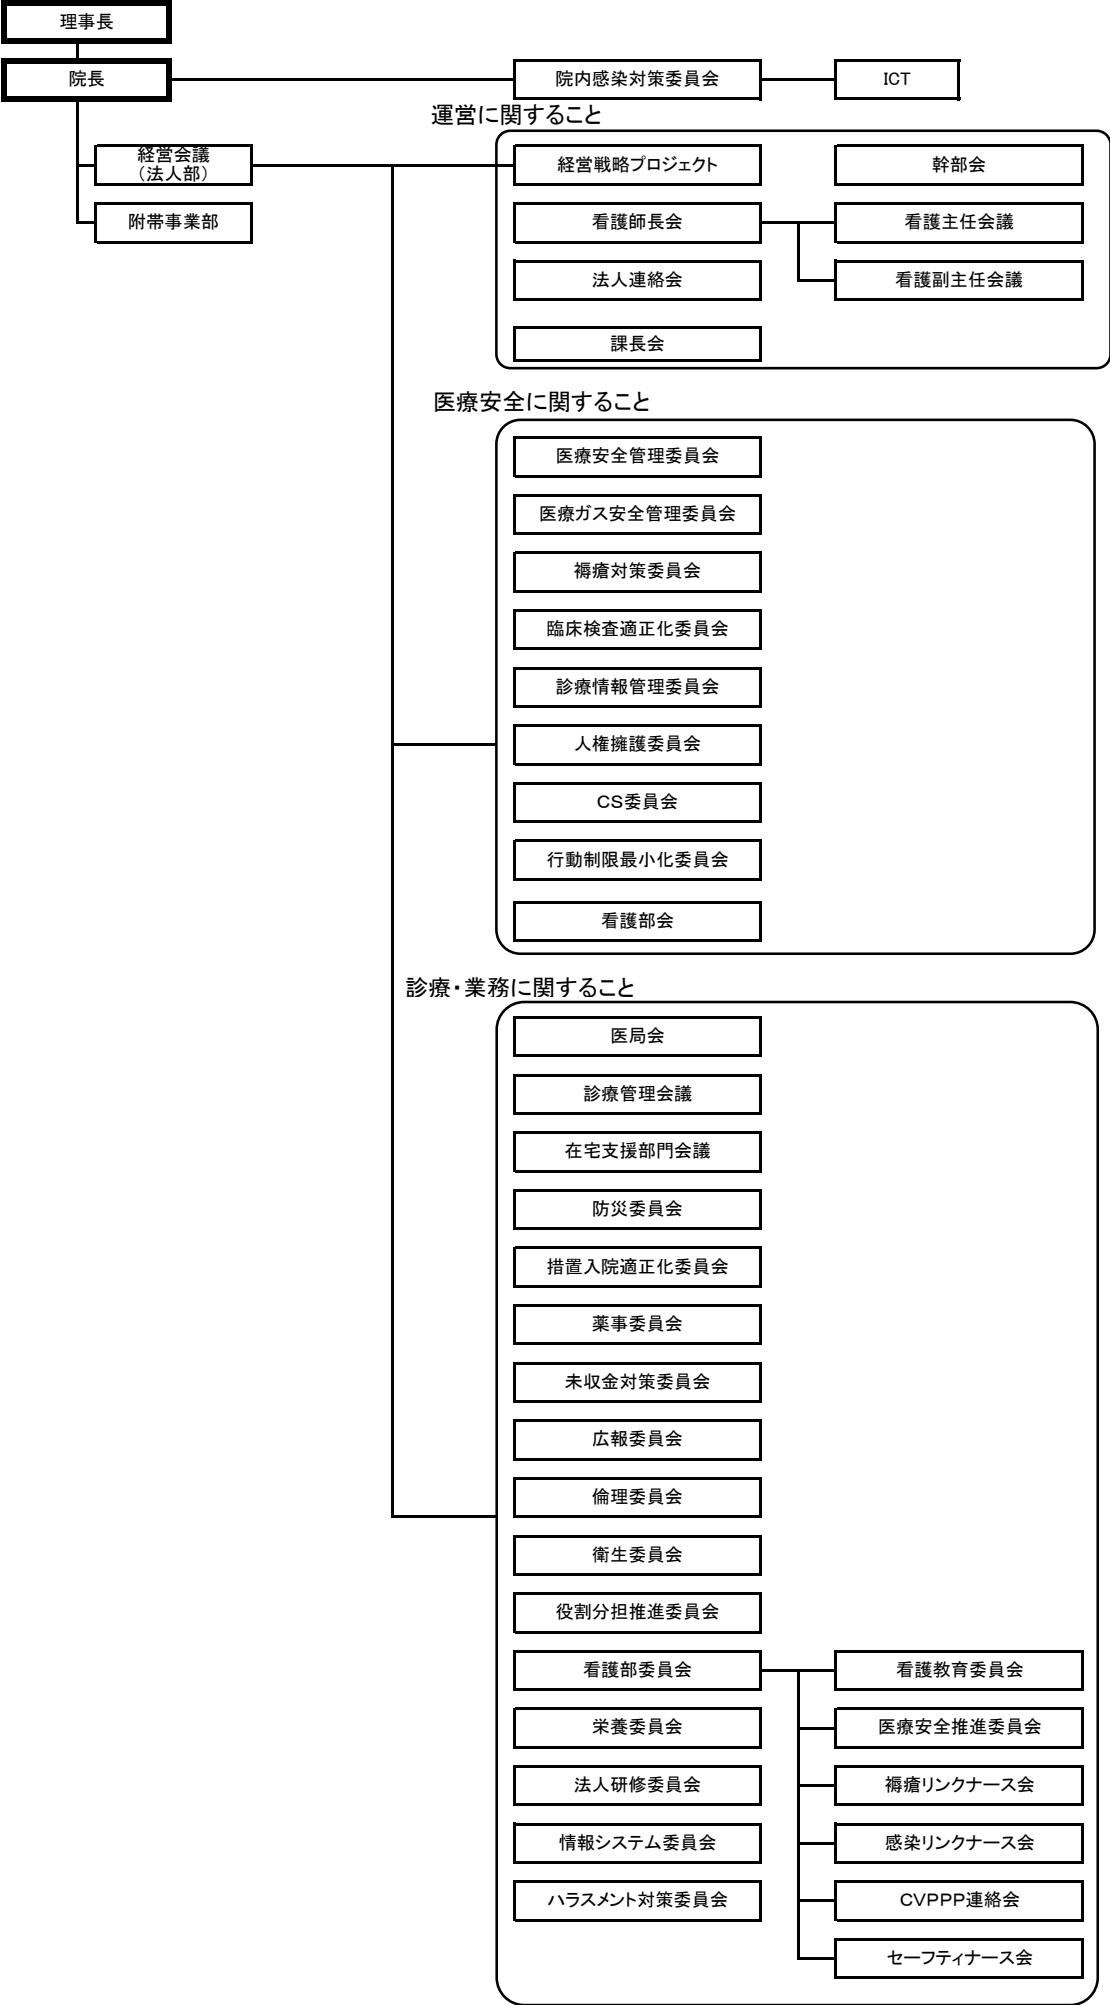 理事長
院長
院内感染対策委員会
ICT
運営に関すること
経営会議
（法人部）
経営戦略プロジェクト
幹部会
附帯事業部
看護師長会
看護主任会議
法人連絡会
看護副主任会議
課長会
医療安全に関すること
医療安全管理委員会
医療ガス安全管理委員会
褥瘡対策委員会
臨床検査適正化委員会
診療情報管理委員会
人権擁護委員会
CS委員会
行動制限最小化委員会
看護部会
診療・業務に関すること
医局会
診療管理会議
在宅支援部門会議
防災委員会
措置入院適正化委員会
薬事委員会
未収金対策委員会
広報委員会
倫理委員会
衛生委員会
役割分担推進委員会
看護部委員会
看護教育委員会
栄養委員会
医療安全推進委員会
法人研修委員会
褥瘡リンクナース会
情報システム委員会
感染リンクナース会
ハラスメント対策委員会
CVPPP連絡会
セーフティナース会